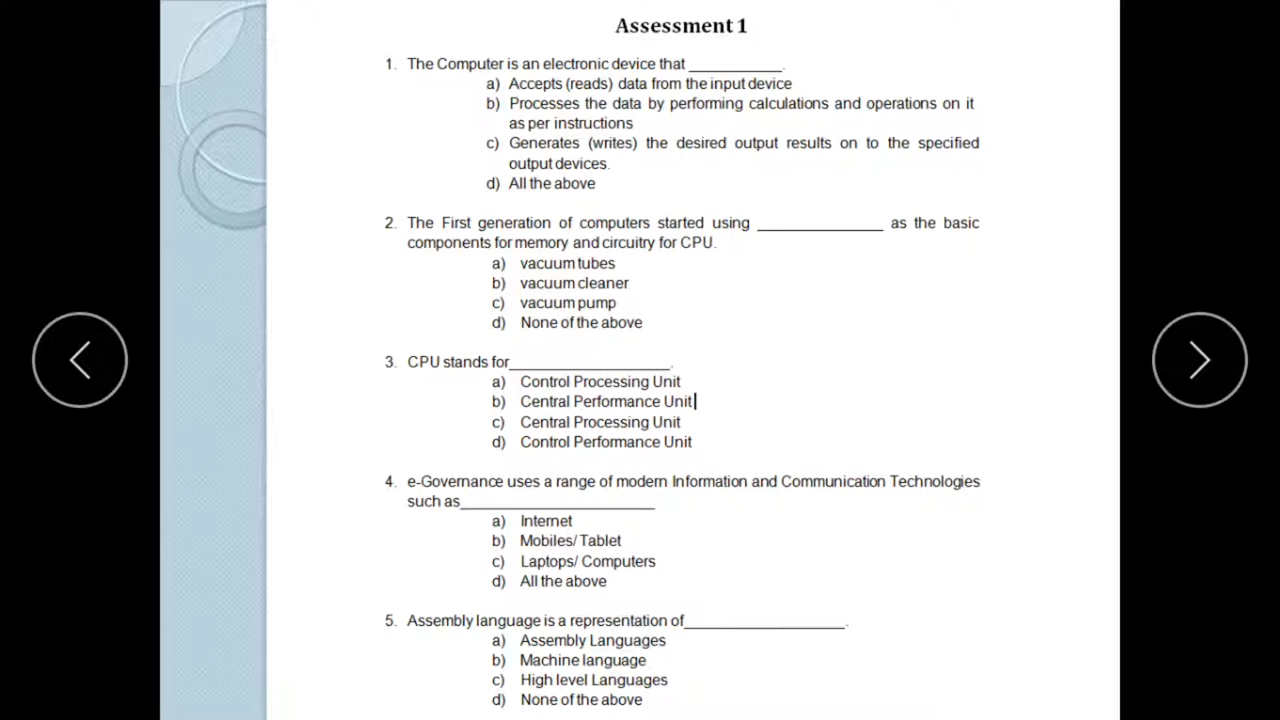 Assessment 1
1. The Computer is an electronic device that ___________.
a) Accepts (reads) data from the input device
b) Processes the data by performing calculations and operations on it
as per instructions
c) Generates (writes) the desired output results on to the specified
output devices.
d) All the above
2. The First generation of computers started using _______________ as the basic
components for memory and circuitry for CPU.
a) vacuum tubes
b) vacuum cleaner
c) vacuum pump
d) None of the above
3. CPU stands for___________________.
a) Control Processing Unit
b) Central Performance Unit
c) Central Processing Unit
d) Control Performance Unit
4. e-Governance uses a range of modern Information and Communication Technologies
such as_______________________
a) Internet
b) Mobiles/ Tablet
c) Laptops/ Computers
d) All the above
5. Assembly language is a representation of___________________.
a) Assembly Languages
b) Machine language
c) High level Languages
d) None of the above